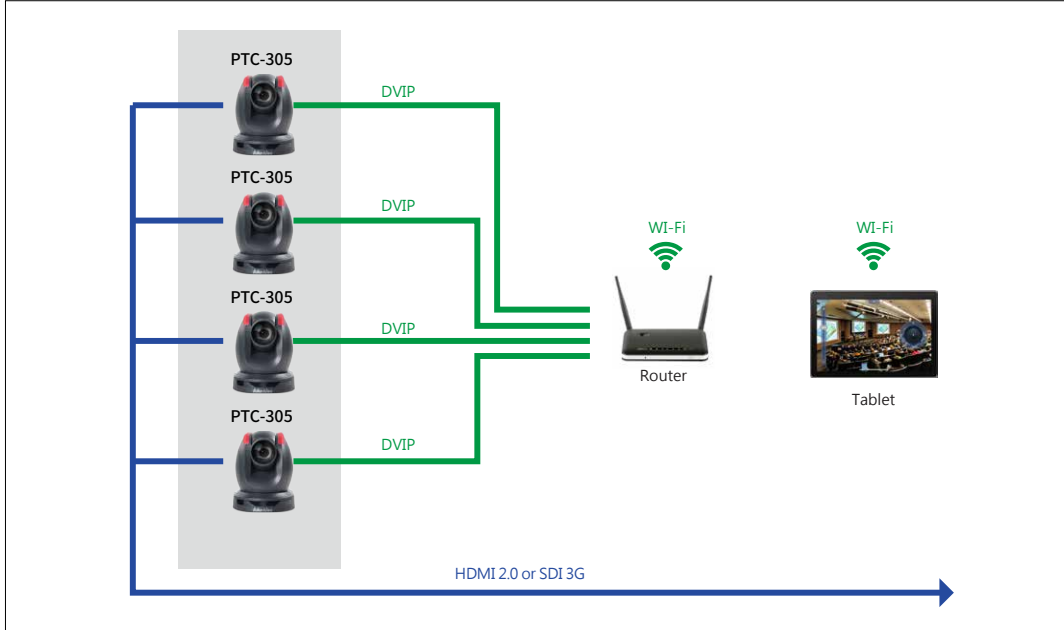 PTC-305
DVIP
PTC-305
DVIP
WI-Fi
WI-Fi
PTC-305
DVIP
Router
Tablet
PTC-305
DVIP
HDMI 2.0 or SDI 3G